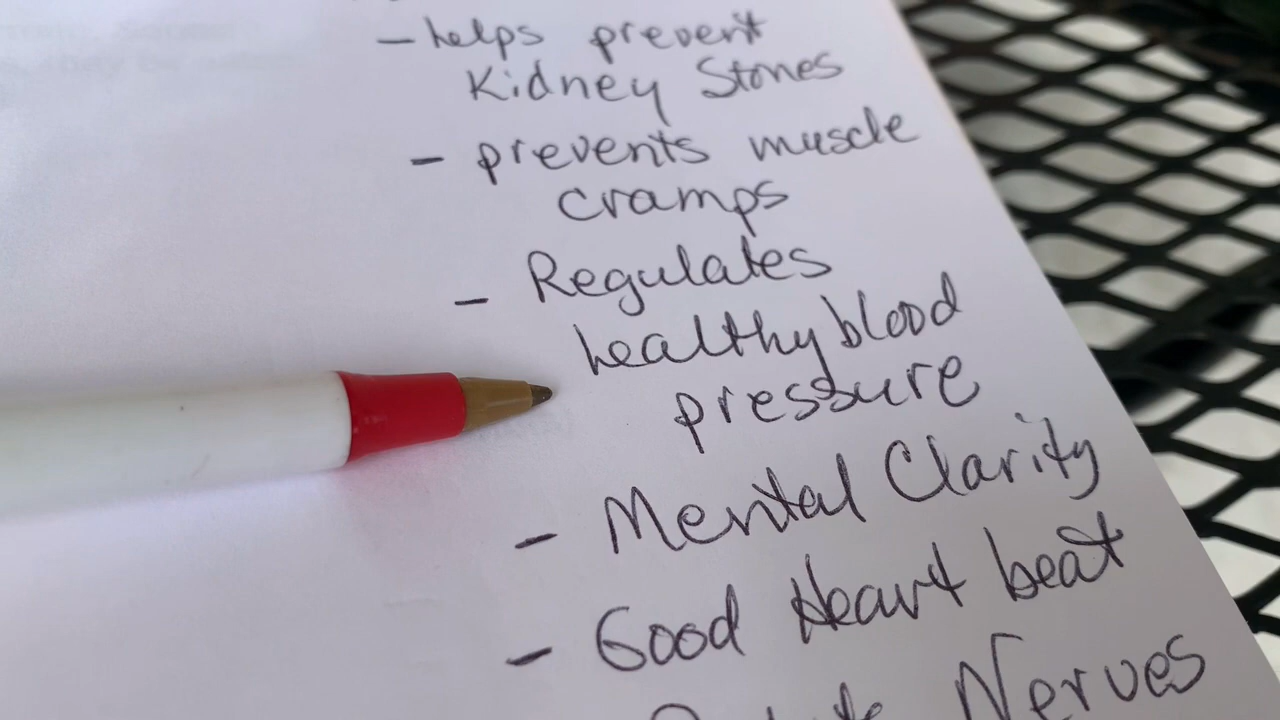 - helps prevent
Kidney Stones
- prevents muscle
cramps
- Regulates
healthy blood
pressure
- Mental Clarity
- Good Heart beat
Nerves